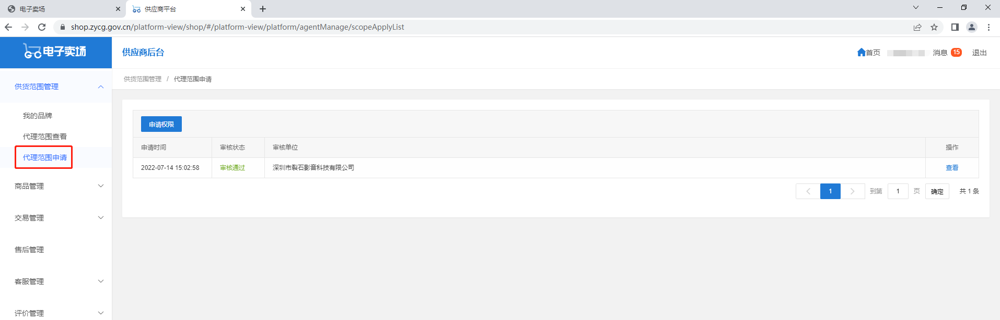 电子卖场
供应商平台
shop.zycg.gov.cn/platform-view/shop/#/platform-view/platform/agentManage/scopeApplyList
GC电子卖场
供应商后台
首页
消息 15
退出
供货范围管理
供货范围管理 / 代理范围申请
我的品牌
代理范围查看
代理范围申请
商品管理
交易管理
售后管理
客服管理
评价管理
申请权限
申请时间 审核状态 审核单位 操作
2022-07-14 15:02:58 审核通过 深圳市裂石影音科技有限公司 查看
1 到第 1 页 确定 共 1 条